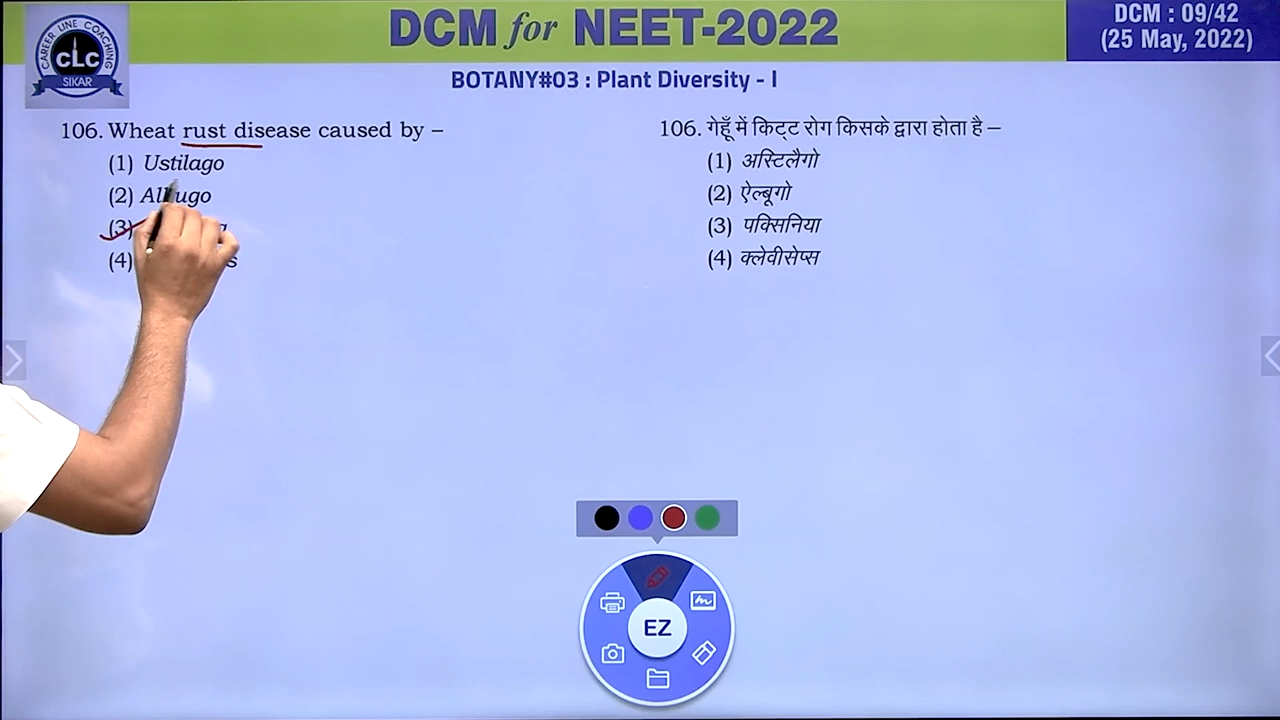 CAREER LINE COACHING
CLC
SIKAR
DCM for NEET-2022
DCM : 09/42
(25 May, 2022)
BOTANY#03 : Plant Diversity - I
106. Wheat rust disease caused by –
(1) Ustilago
(2)
(3)
(4)
106. गेहूँ में किट्ट रोग किसके द्वारा होता है –
(1) अस्टिलैगो
(2) ऐल्बूगो
(3) पक्सिनिया
(4) क्लेवीसेप्स
EZ